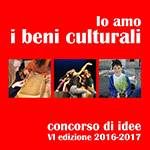 Io amo
i beni culturali
concorso di idee
VI edizione 2016-2017